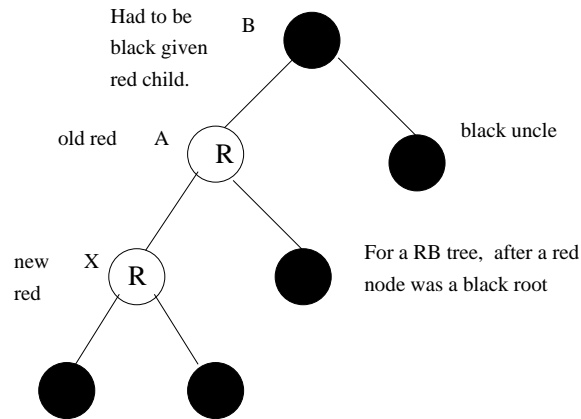 Had to be
black given
red child.
B
black uncle
old red
A
R
For a RB tree, after a red
node was a black root
new
red
X
R